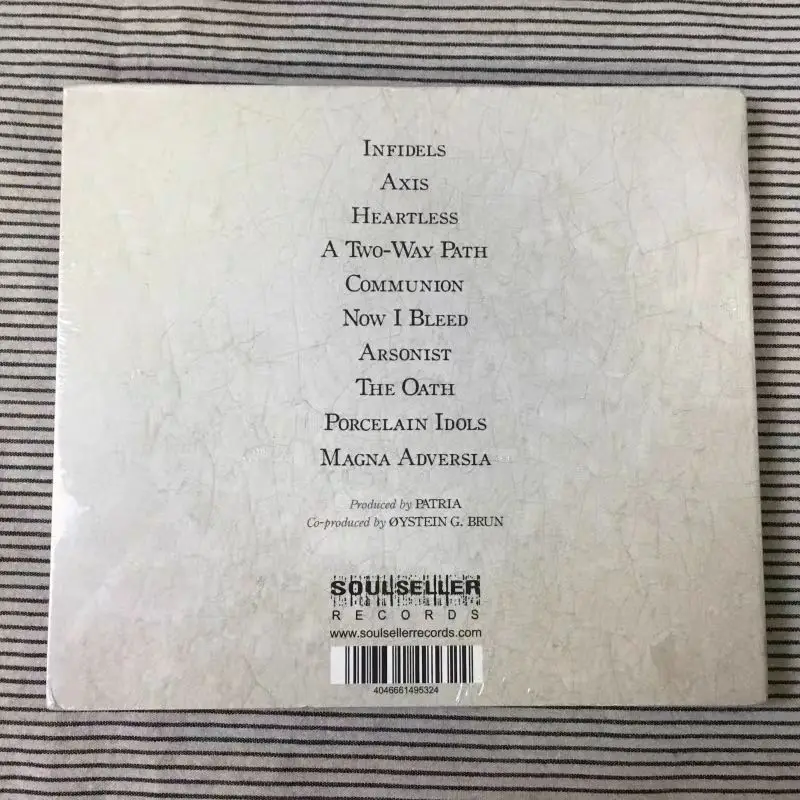 Infidels
Axis
Heartless
A Two-Way Path
Communion
Now I Bleed
Arsonist
The Oath
Porcelain Idols
Magna Adversia
Produced by PATRIA
Co-produced by ØYSTEIN G. BRUN
SOULSELLER
RECORDS
www.soulsellerrecords.com
4046661495324